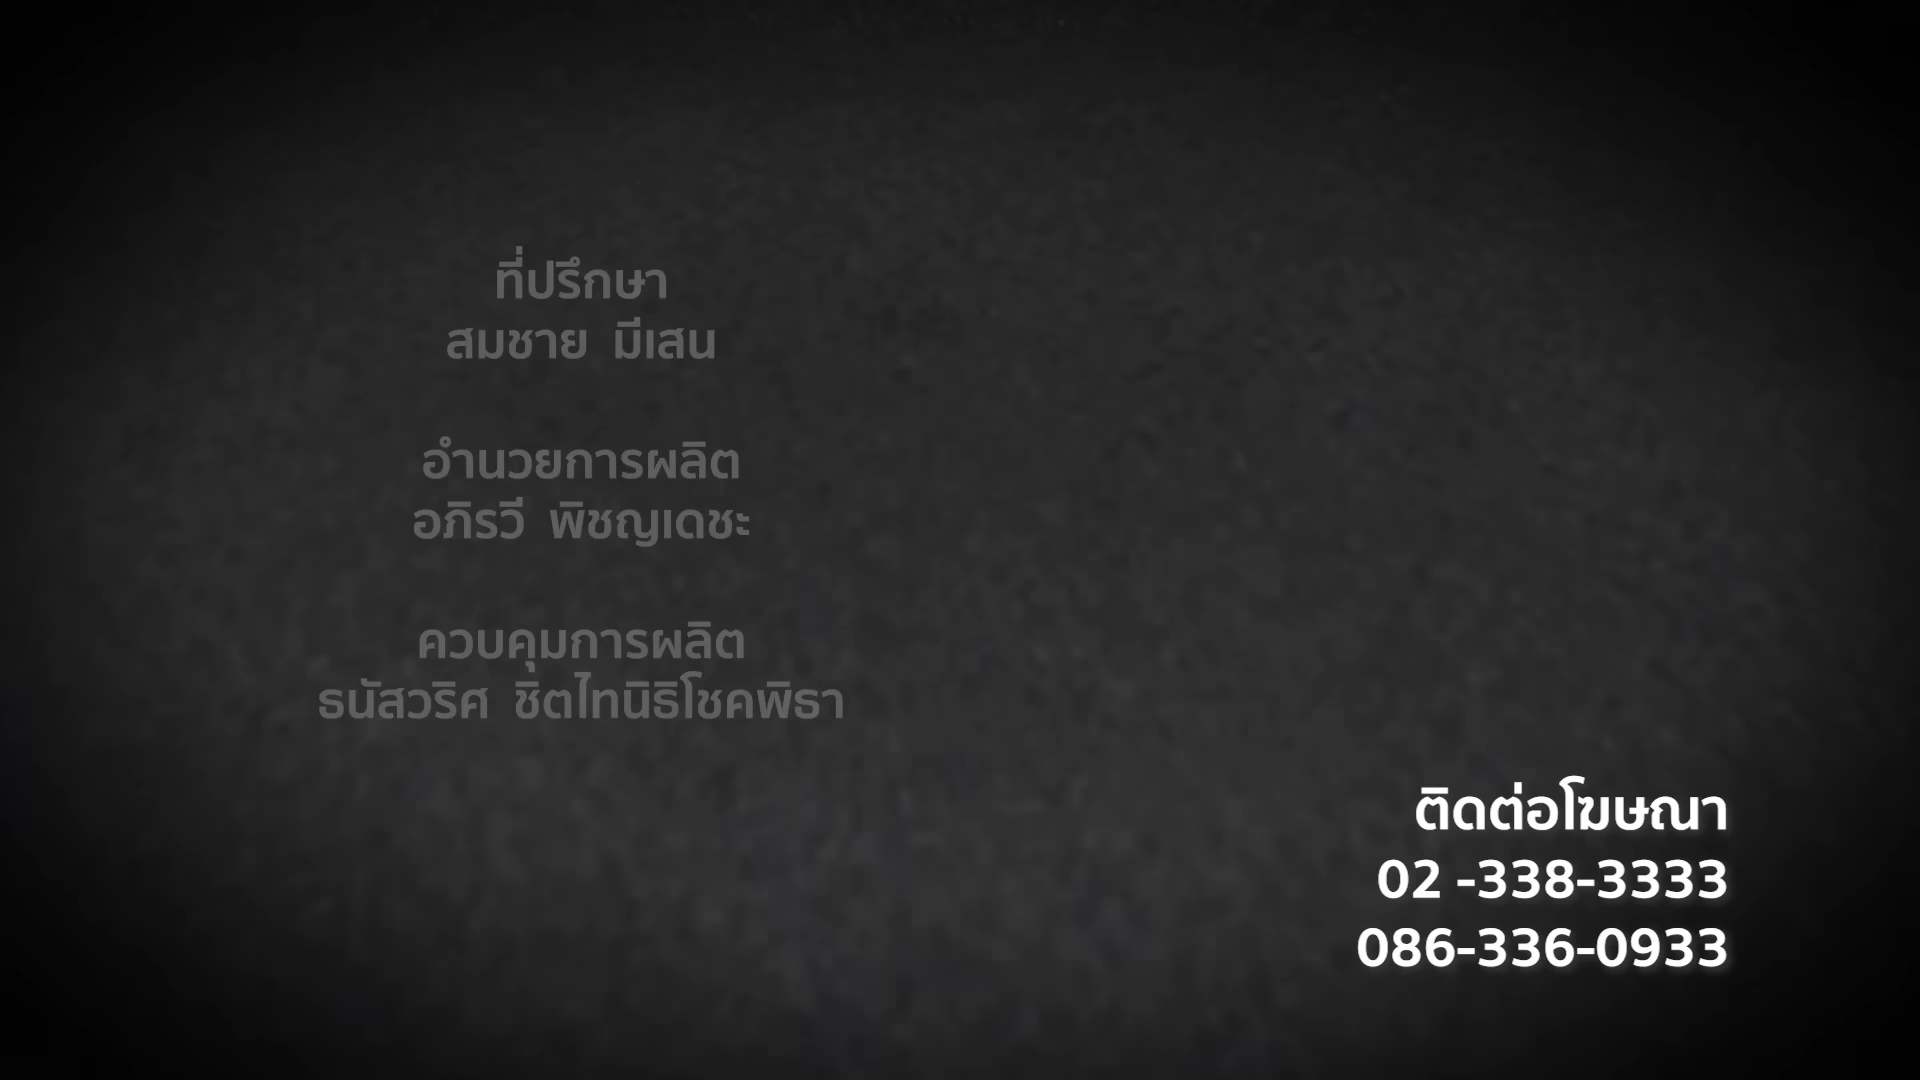 ที่ปรึกษา
สมชาย มีเสน
อำนวยการผลิต
อภิรวี พิชญเดชะ
ควบคุมการผลิต
ธนัสวริศ ชิตไทนิธิโชคพิธา
ติดต่อโฆษณา
02 -338-3333
086-336-0933